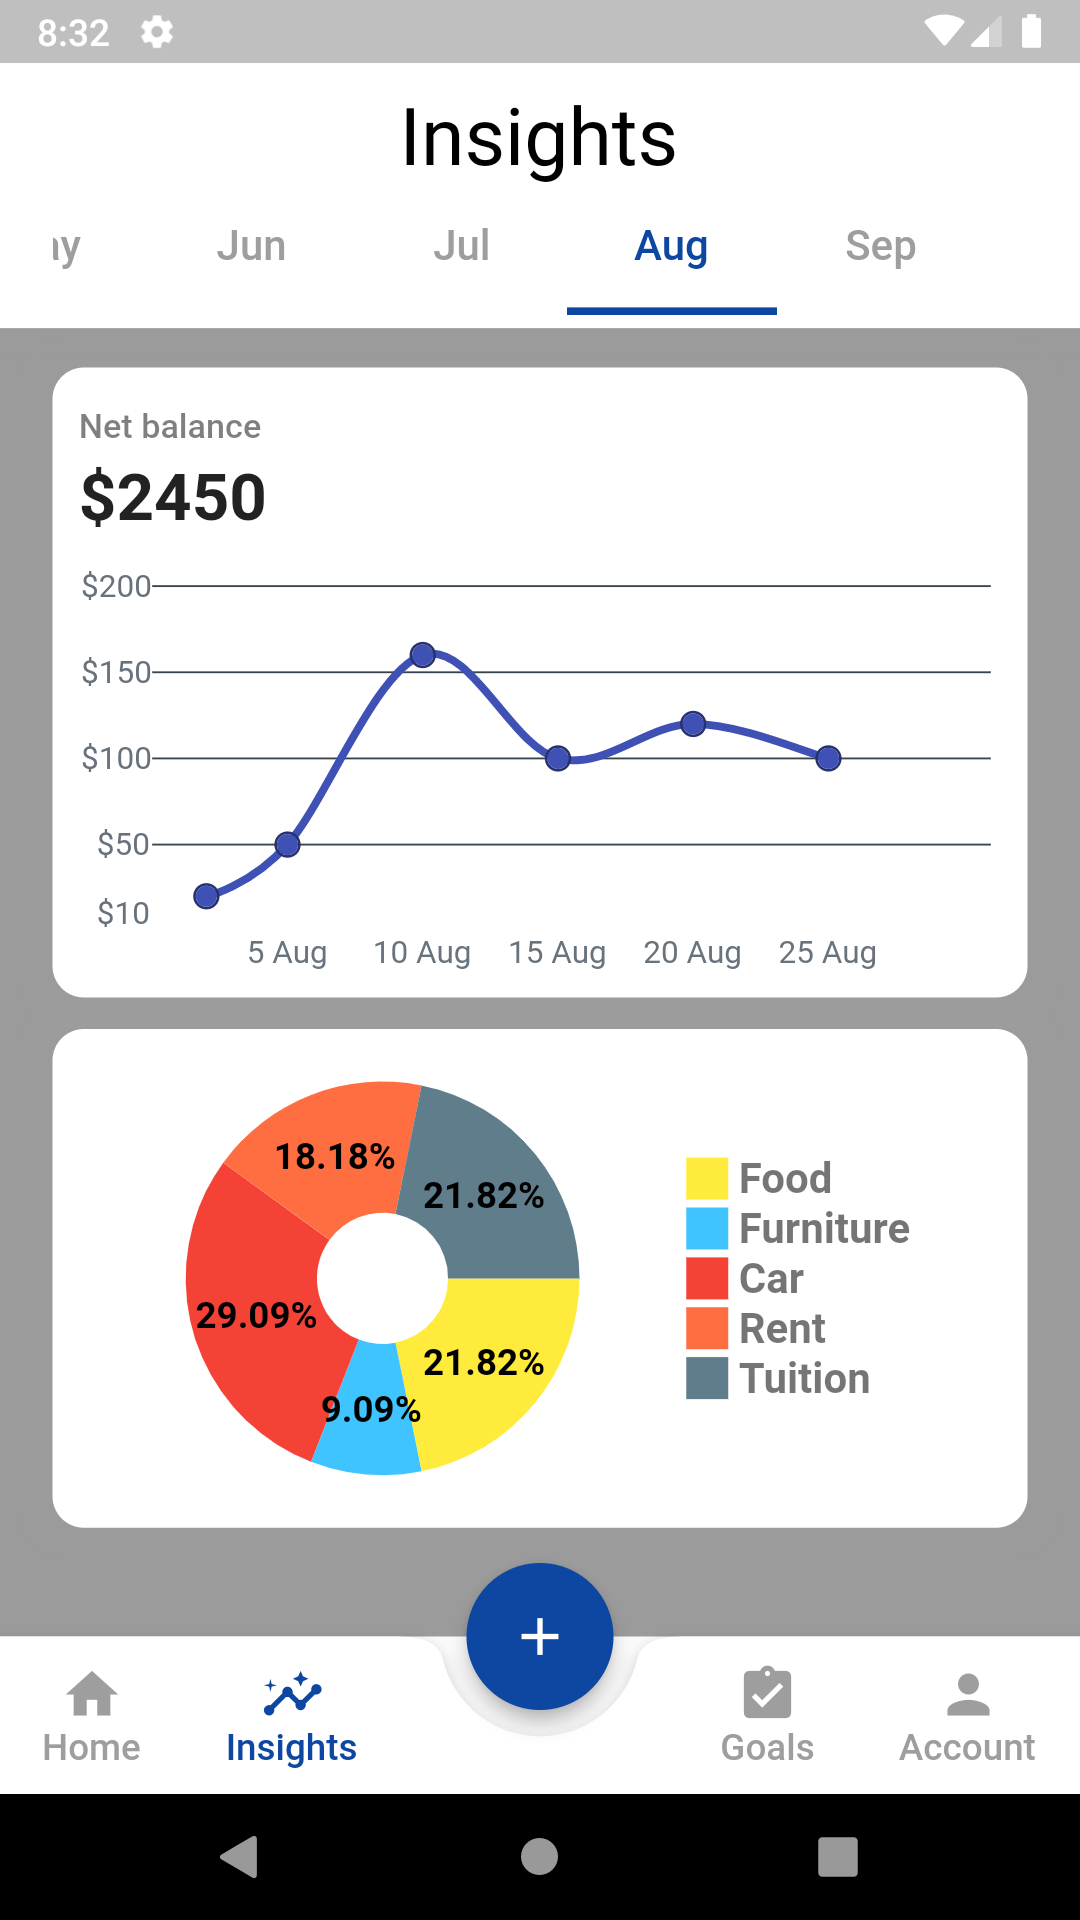 8:32
Insights
ay Jun Jul Aug Sep
Net balance
$2450
$200
$150
$100
$50
$10
5 Aug 10 Aug 15 Aug 20 Aug 25 Aug
18.18%
21.82%
29.09%
21.82%
9.09%
Food
Furniture
Car
Rent
Tuition
+
Home Insights Goals Account